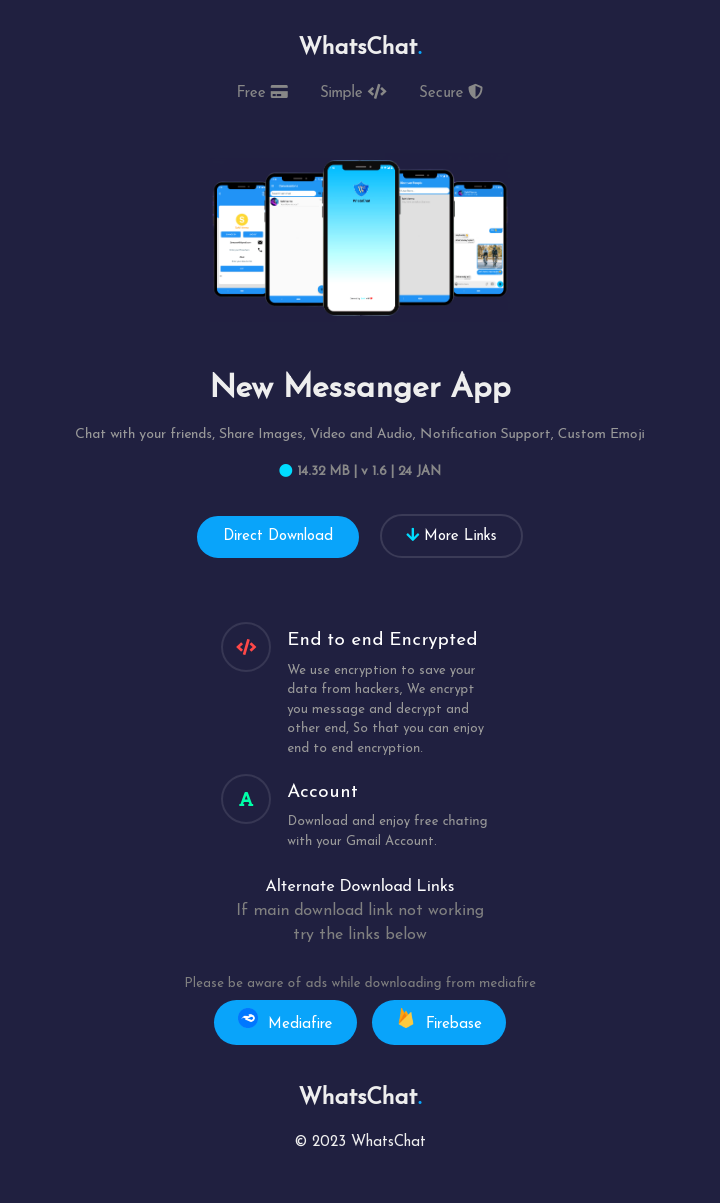 WhatsChat.
Free
Simple
Secure
New Messanger App
Chat with your friends, Share Images, Video and Audio, Notification Support, Custom Emoji
14.32 MB | v 1.6 | 24 JAN
Direct Download
More Links
End to end Encrypted
We use encryption to save your
data from hackers, We encrypt
you message and decrypt and
other end, So that you can enjoy
end to end encryption.
A
Account
Download and enjoy free chating
with your Gmail Account.
Alternate Download Links
If main download link not working
try the links below
Please be aware of ads while downloading from mediafire
Mediafire
Firebase
WhatsChat.
© 2023 WhatsChat